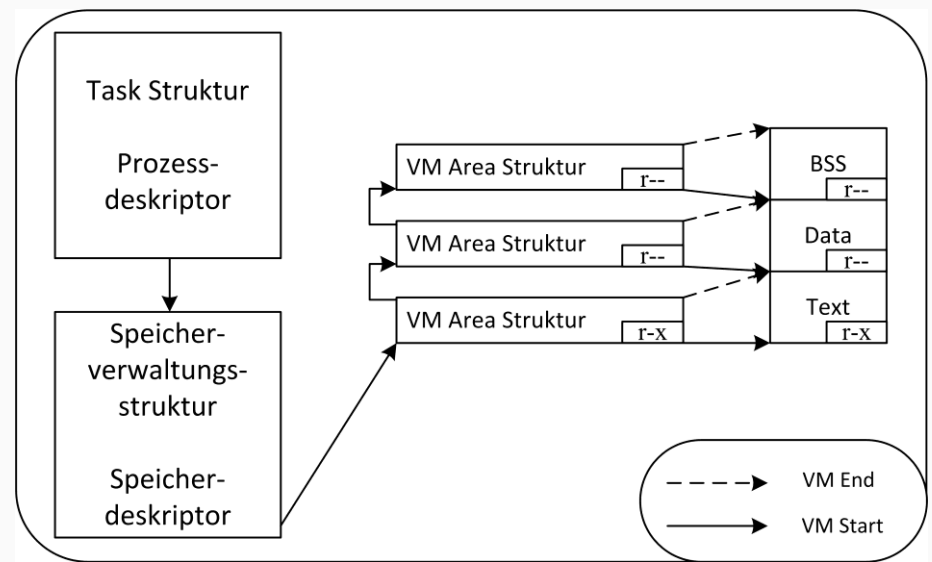 Task Struktur
Prozess-
deskriptor
Speicher-
verwaltungs-
struktur
Speicher-
deskriptor
VM Area Struktur
r--
VM Area Struktur
r--
VM Area Struktur
r-x
BSS
r--
Data
r--
Text
r-x
VM End
VM Start